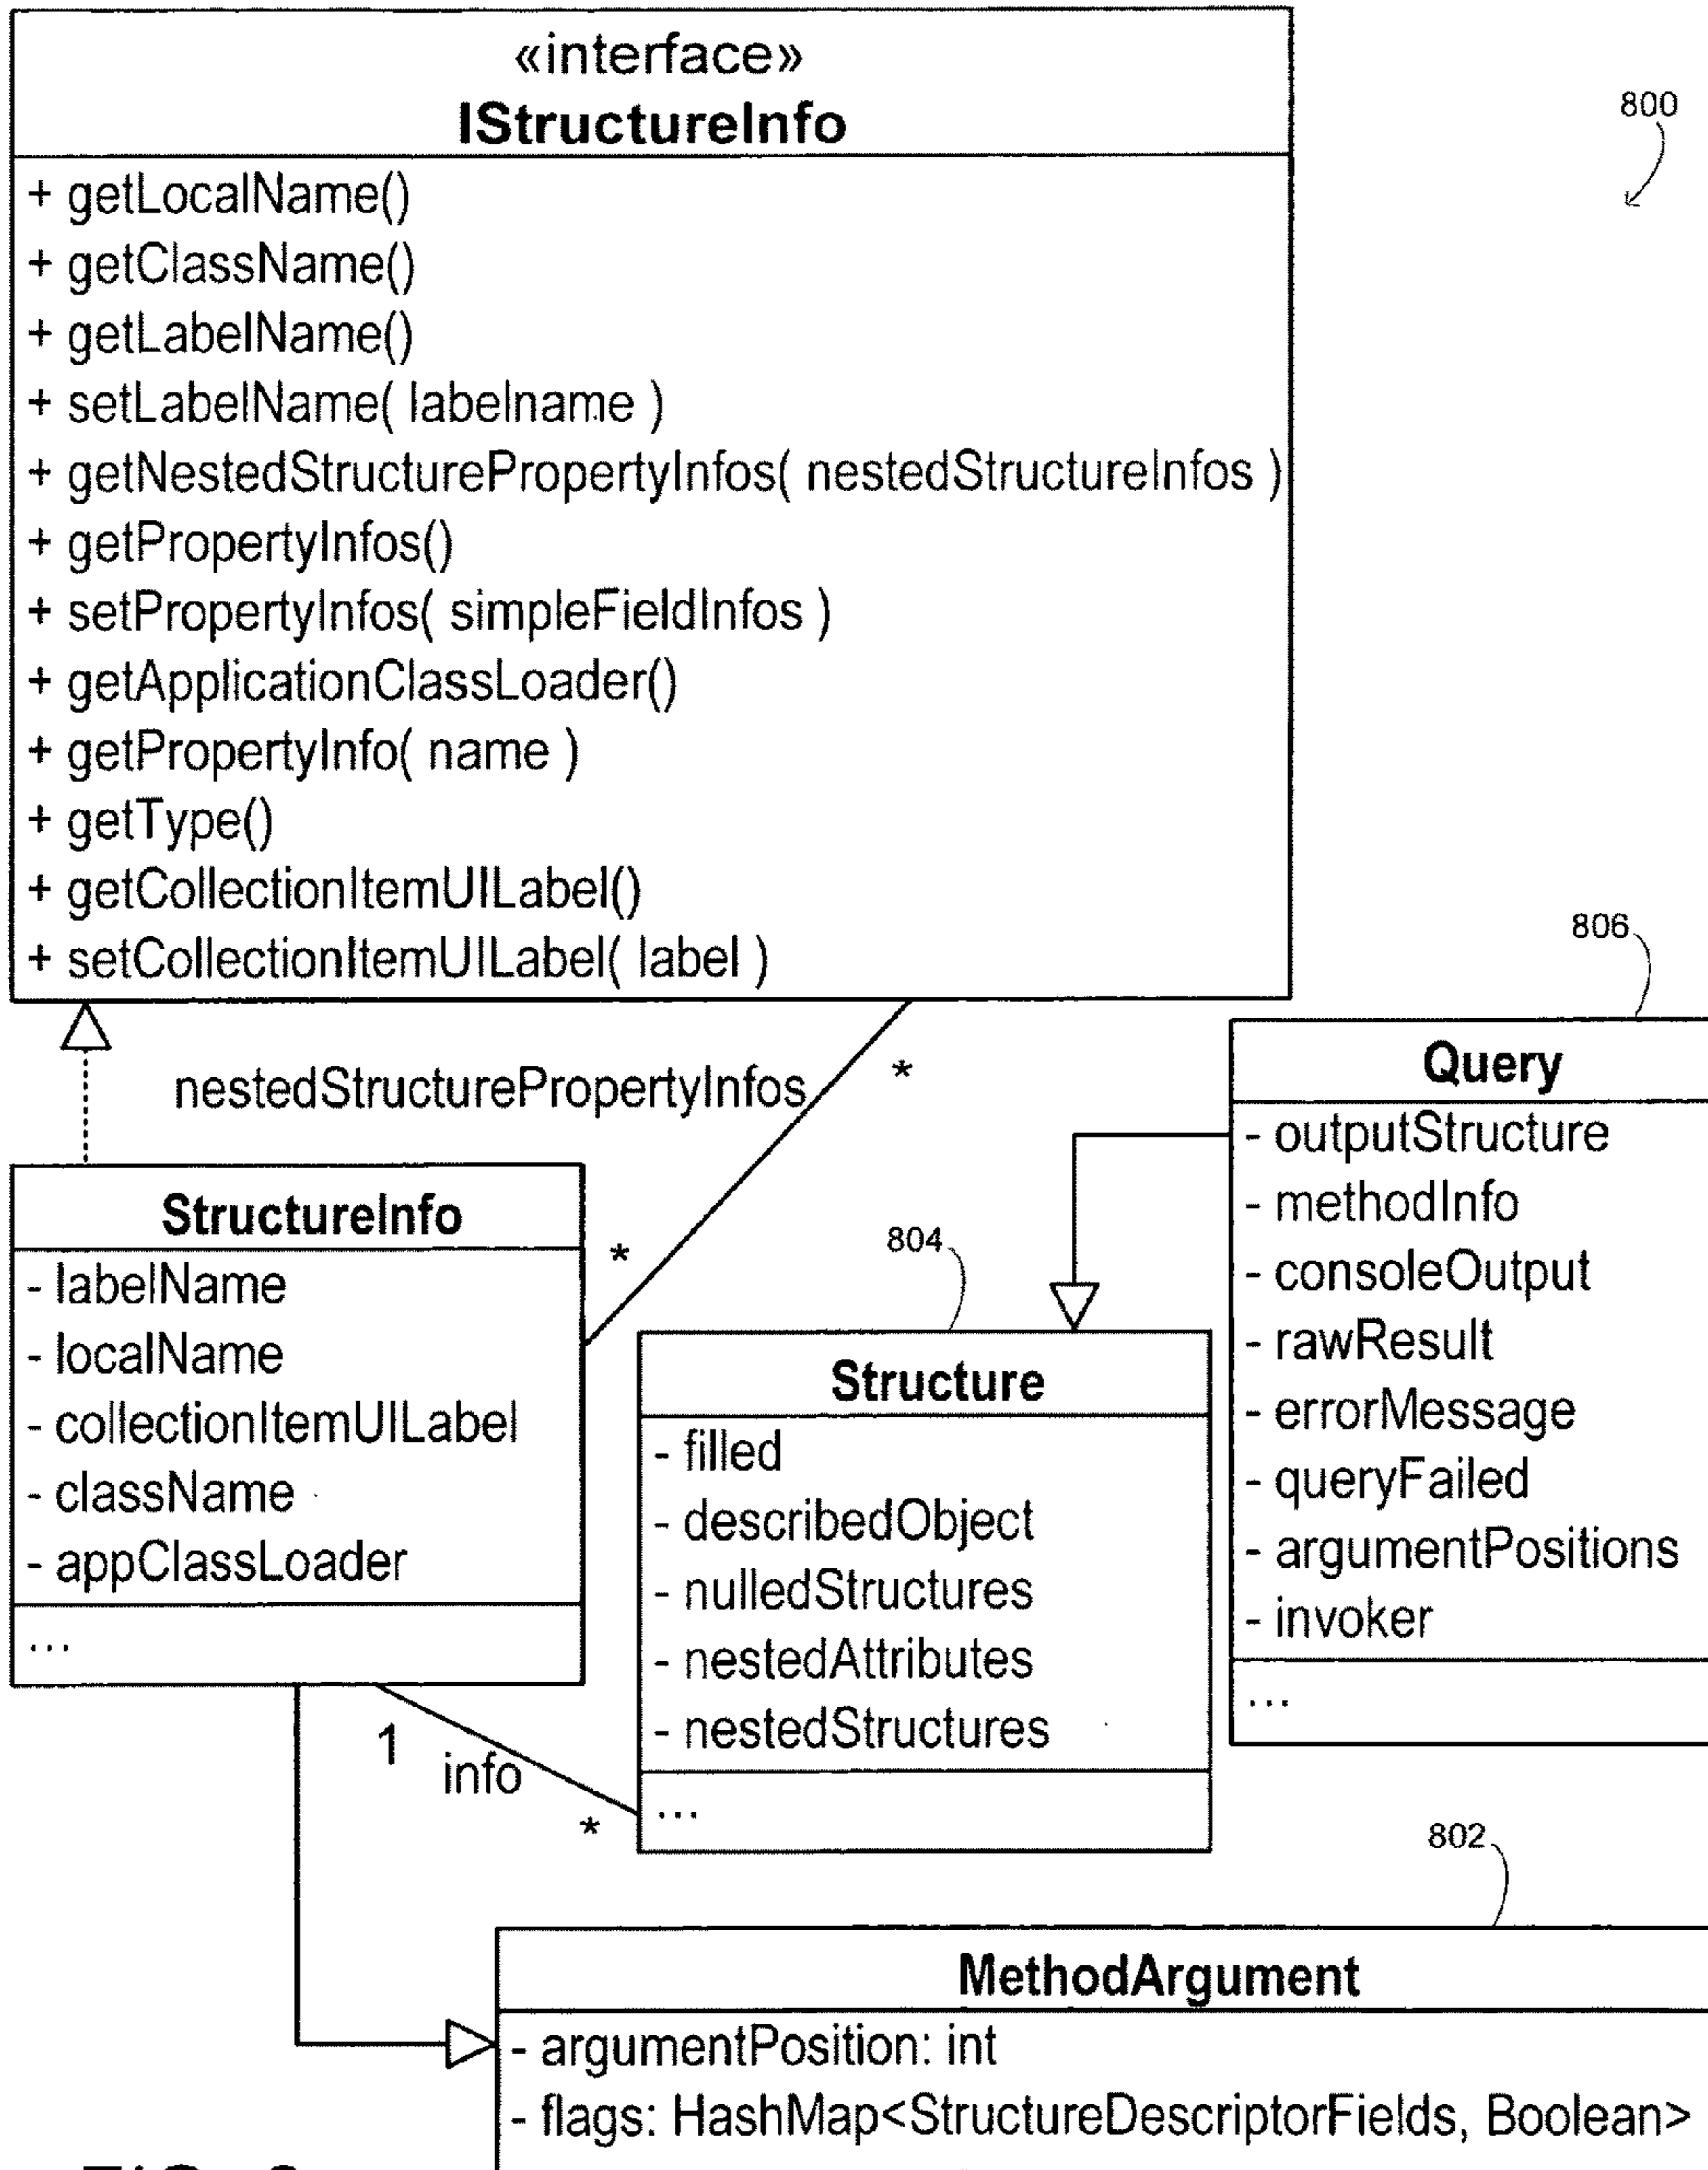 «interface»
IStructureInfo
800
+ getLocalName()
+ getClassName()
+ getLabelName()
+ setLabelName( labelname )
+ getNestedStructurePropertyInfos( nestedStructureInfos )
+ getPropertyInfos()
+ setPropertyInfos( simpleFieldInfos )
+ getApplicationClassLoader()
+ getPropertyInfo( name )
+ getType()
+ getCollectionItemUILabel()
+ setCollectionItemUILabel( label )
nestedStructurePropertyInfos
*
*
806
Query
- outputStructure
- methodInfo
- consoleOutput
- rawResult
- errorMessage
- queryFailed
- argumentPositions
- invoker
...
StructureInfo
- labelName
- localName
- collectionItemUILabel
- className
- appClassLoader
...
804
Structure
- filled
- describedObject
- nulledStructures
- nestedAttributes
- nestedStructures
...
1
info
*
802
MethodArgument
- argumentPosition: int
- flags: HashMap<StructureDescriptorFields, Boolean>